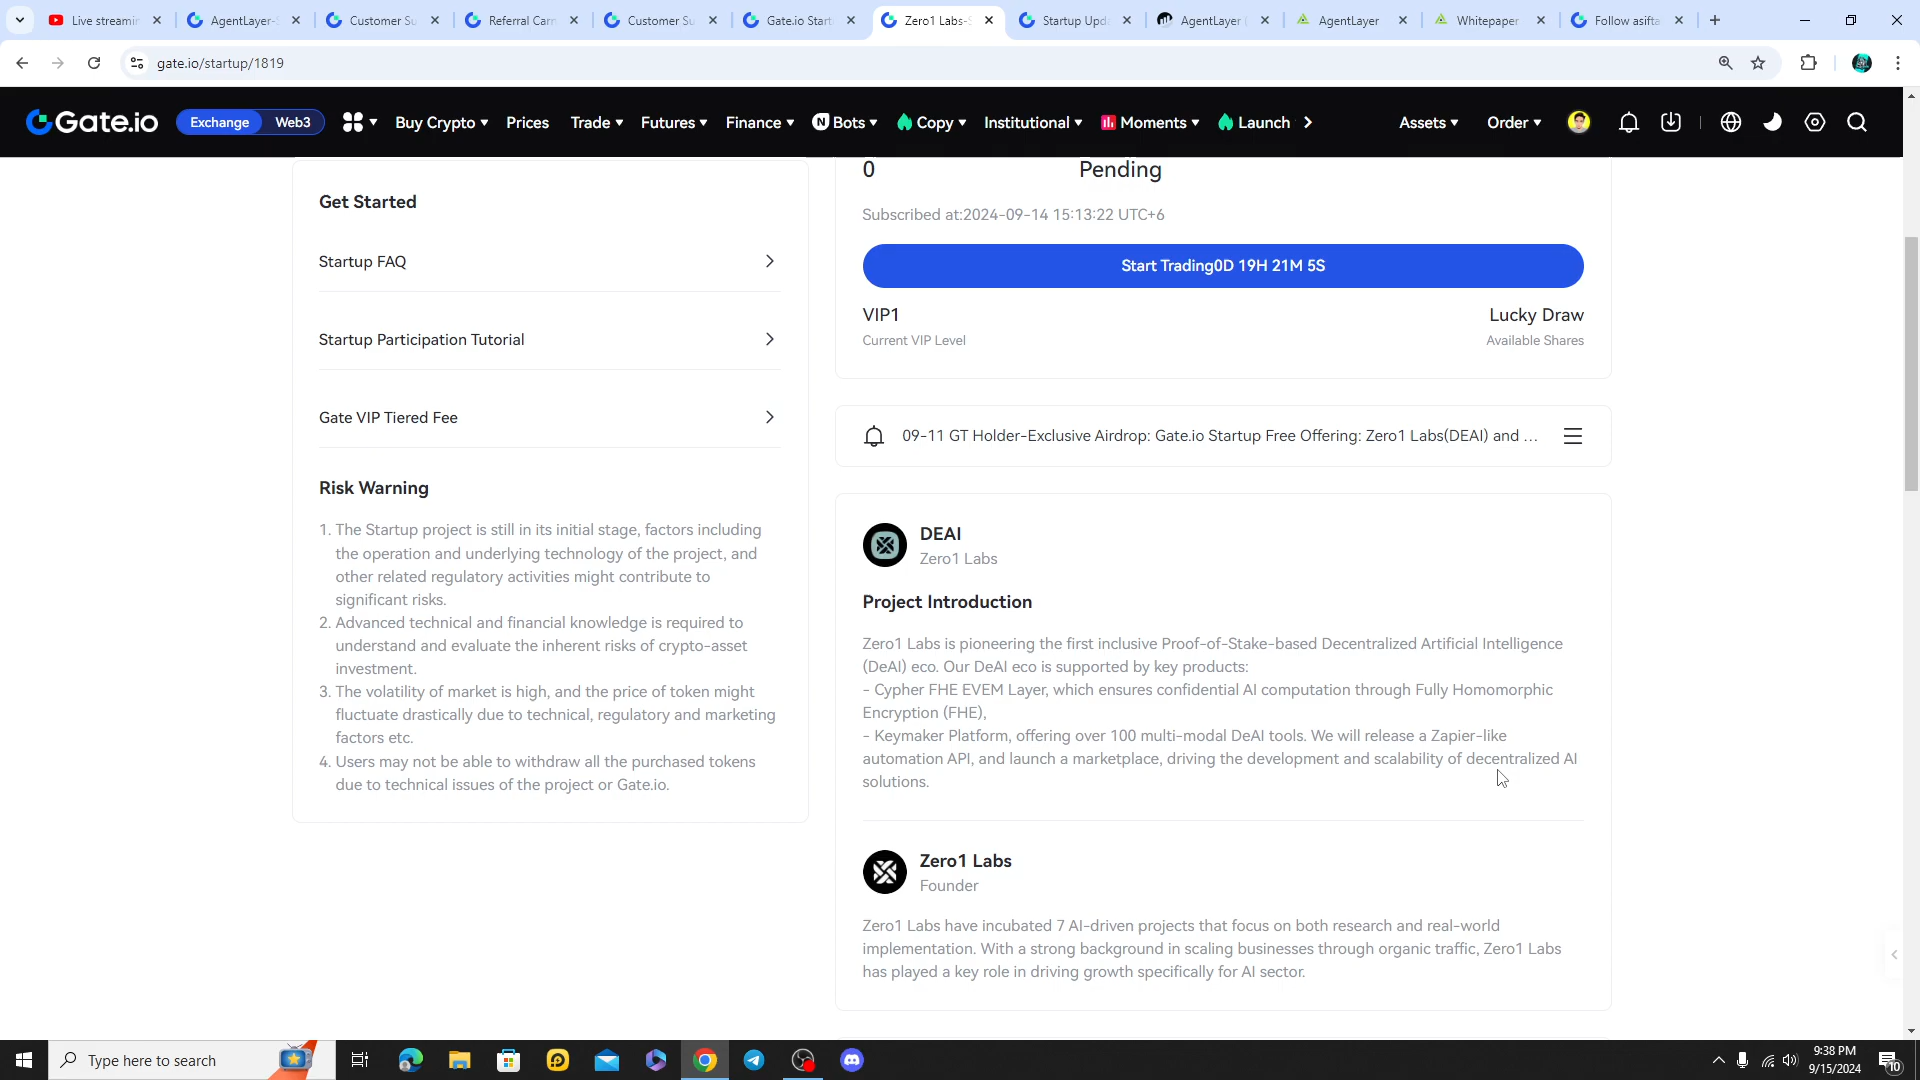 Live streamin
AgentLayer-S
Customer Su
Referral Cam
Customer Su
Gate.io Start
Zero1 Labs-S
Startup Upda
AgentLayer (
AgentLayer
Whitepaper
Follow asifta
gate.io/startup/1819
Gate.io
Exchange
Web3
Buy Crypto
Prices
Trade
Futures
Finance
Bots
Copy
Institutional
Moments
Launch
Assets
Order
Get Started
Startup FAQ
Startup Participation Tutorial
Gate VIP Tiered Fee
Risk Warning
1. The Startup project is still in its initial stage, factors including
the operation and underlying technology of the project, and
other related regulatory activities might contribute to
significant risks.
2. Advanced technical and financial knowledge is required to
understand and evaluate the inherent risks of crypto-asset
investment.
3. The volatility of market is high, and the price of token might
fluctuate drastically due to technical, regulatory and marketing
factors etc.
4. Users may not be able to withdraw all the purchased tokens
due to technical issues of the project or Gate.io.
0
Pending
Subscribed at:2024-09-14 15:13:22 UTC+6
Start Trading0D 19H 21M 5S
VIP1
Lucky Draw
Current VIP Level
Available Shares
09-11 GT Holder-Exclusive Airdrop: Gate.io Startup Free Offering: Zero1 Labs(DEAI) and ...
DEAI
Zero1 Labs
Project Introduction
Zero1 Labs is pioneering the first inclusive Proof-of-Stake-based Decentralized Artificial Intelligence
(DeAI) eco. Our DeAI eco is supported by key products:
- Cypher FHE EVEM Layer, which ensures confidential AI computation through Fully Homomorphic
Encryption (FHE),
- Keymaker Platform, offering over 100 multi-modal DeAI tools. We will release a Zapier-like
automation API, and launch a marketplace, driving the development and scalability of decentralized AI
solutions.
Zero1 Labs
Founder
Zero1 Labs have incubated 7 AI-driven projects that focus on both research and real-world
implementation. With a strong background in scaling businesses through organic traffic, Zero1 Labs
has played a key role in driving growth specifically for AI sector.
Type here to search
9:38 PM
9/15/2024
10